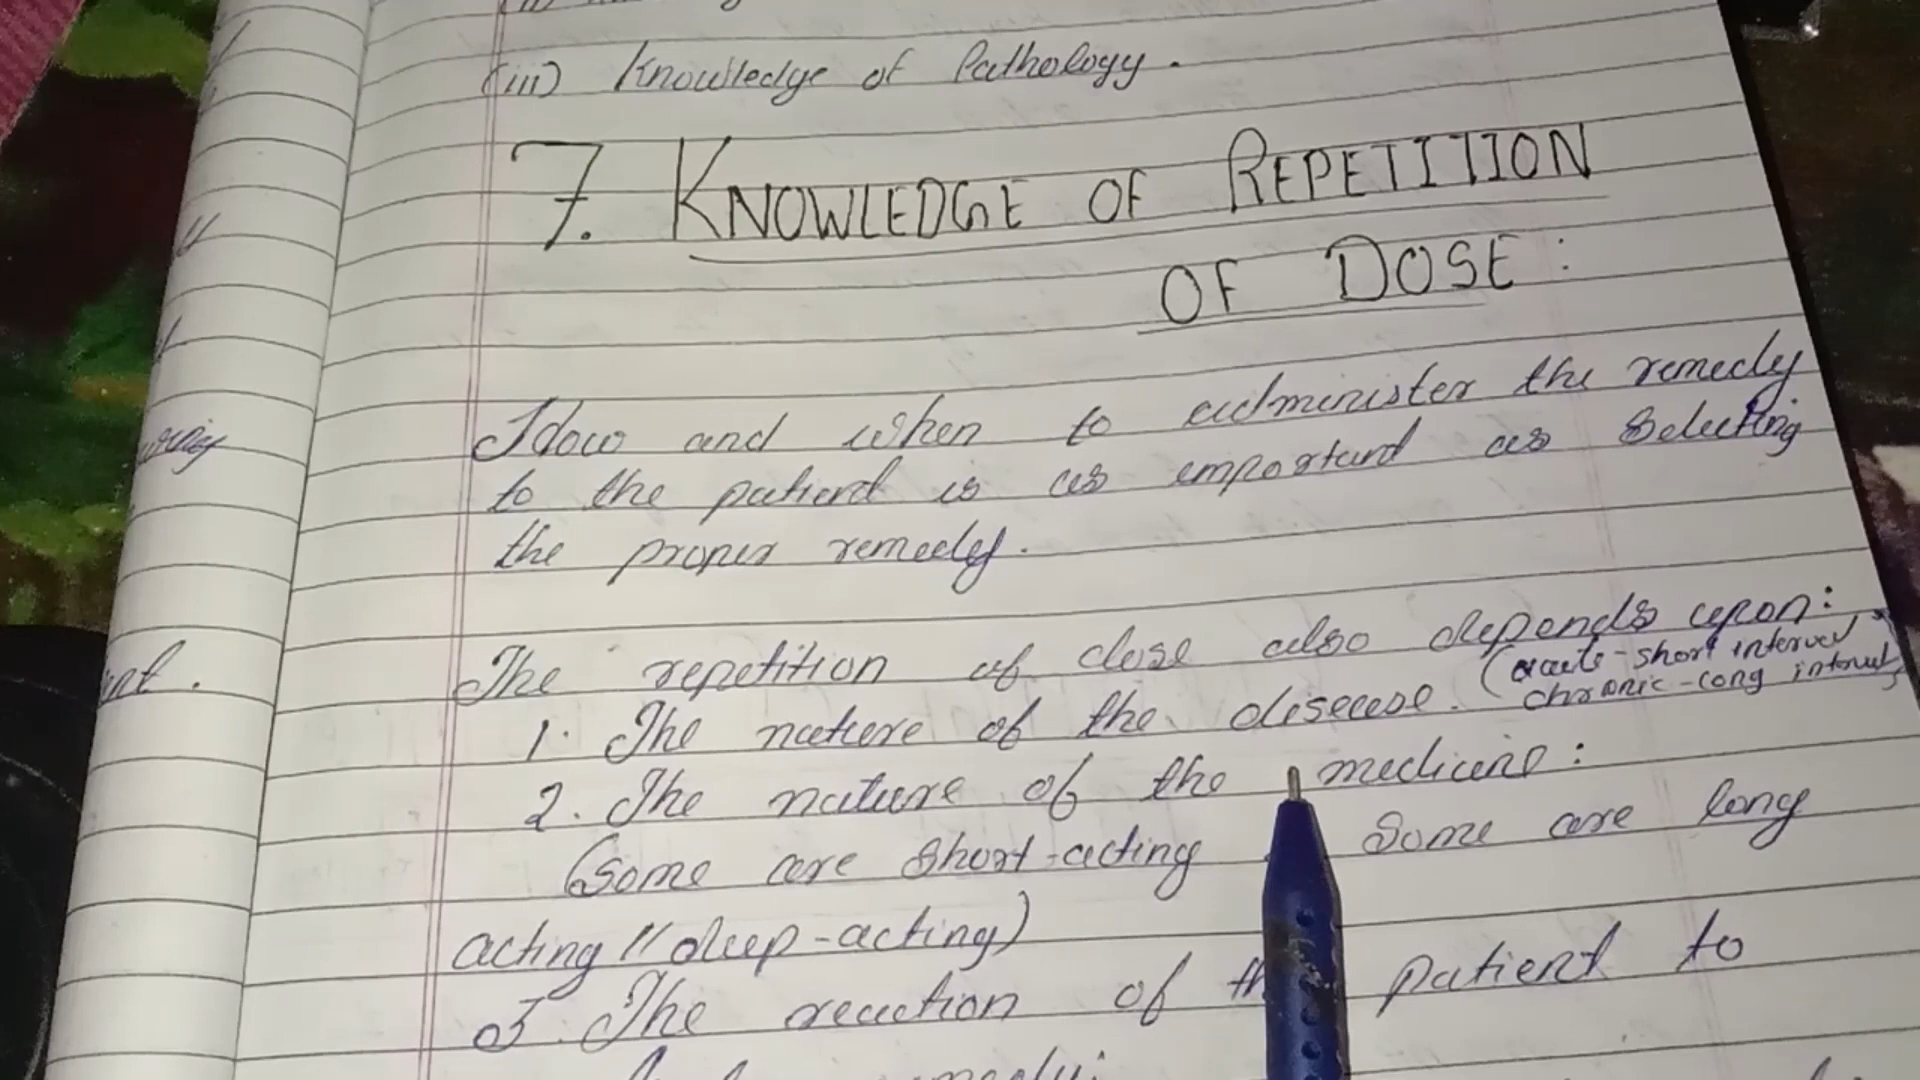 (iii) Knowledge of Pathology.
7. KNOWLEDGE OF REPETITION
OF DOSE:
How and when to administer the remedy
to the patient is as important as selecting
the proper remedy.
The repetition of dose also depends upon:
1. The nature of the disease. (acute - short interval
chronic - long interval)
2. The nature of the medicine:
(Some are short-acting Some are long
acting // deep-acting)
3. The reaction of the patient to
remedy: